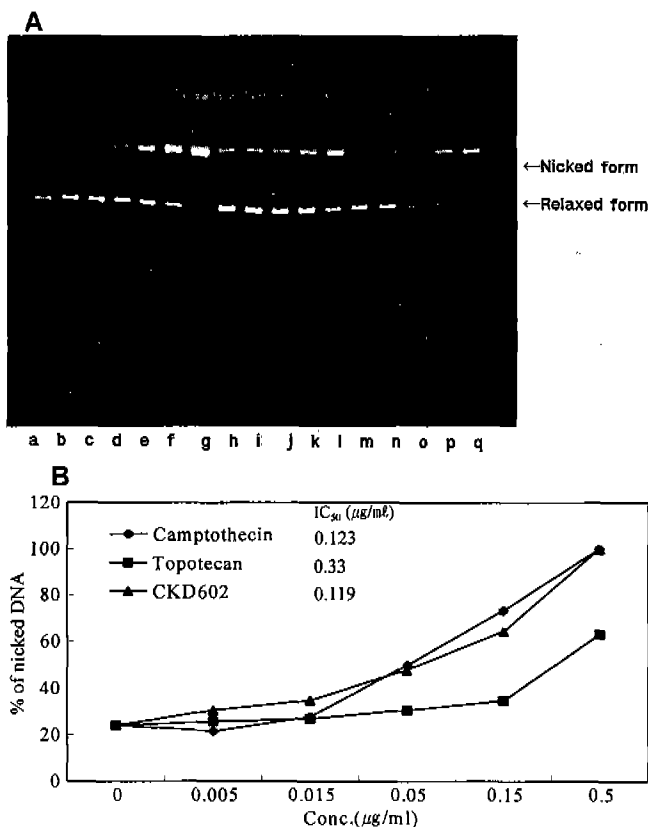 A
←Nicked form
←Relaxed form
a b c d e f g h i j k l m n o p q
B
120
100
80
60
40
20
0
% of nicked DNA
IC₅₀ (μg/mℓ)
Camptothecin 0.123
Topotecan 0.33
CKD602 0.119
0 0.005 0.015 0.05 0.15 0.5
Conc.(μg/ml)